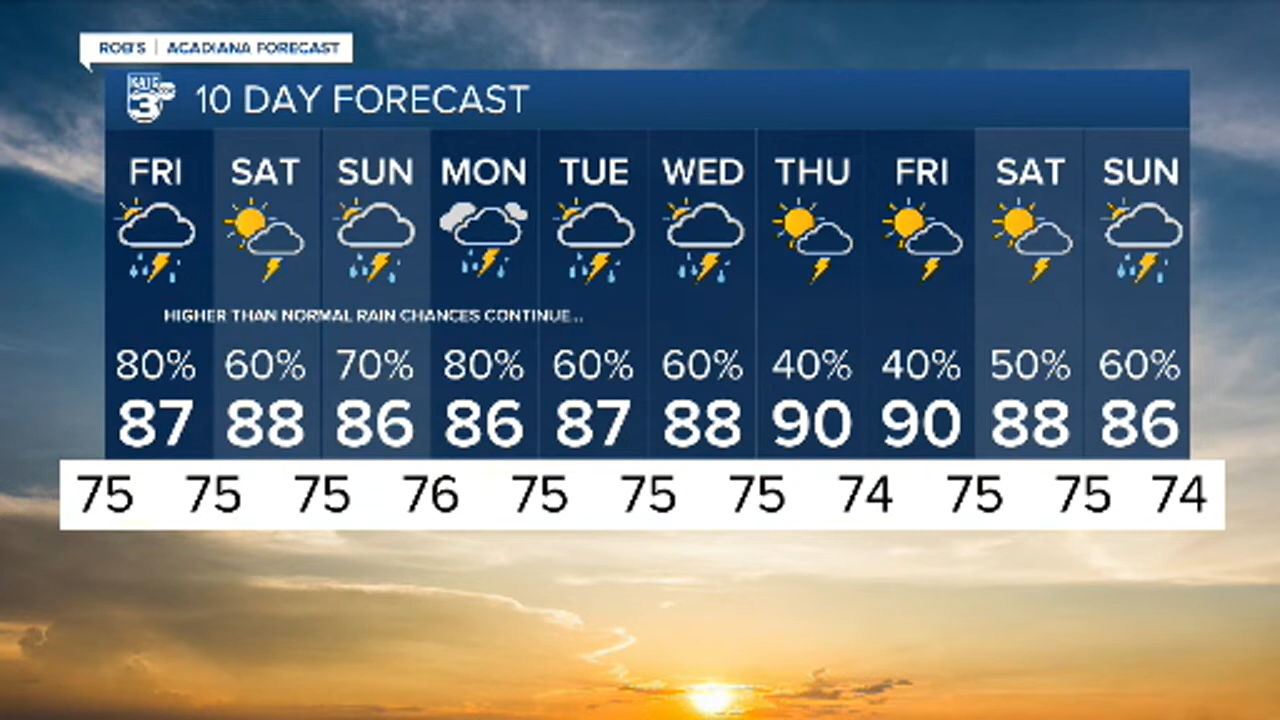 ROB'S | ACADIANA FORECAST
KATC
3
10 DAY FORECAST
FRI SAT SUN MON TUE WED THU FRI SAT SUN
HIGHER THAN NORMAL RAIN CHANCES CONTINUE...
80% 60% 70% 80% 60% 60% 40% 40% 50% 60%
87 88 86 86 87 88 90 90 88 86
75 75 75 76 75 75 75 74 75 75 74